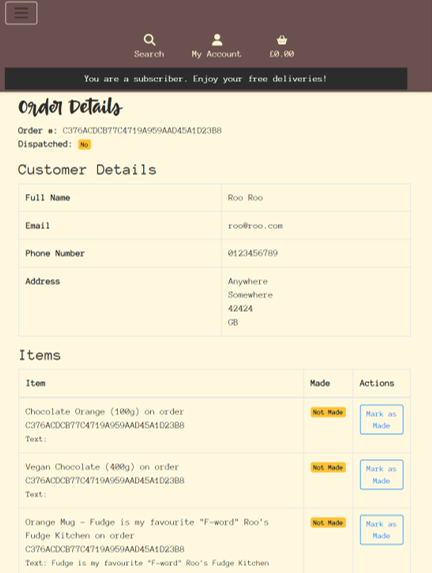 Search
My Account
£0.00
You are a subscriber. Enjoy your free deliveries!
Order Details
Order #: C376ACDCB77C4719A959AAD45A1D23B8
Dispatched: No
Customer Details
Full Name Roo Roo
Email roo@roo.com
Phone Number 0123456789
Address Anywhere
Somewhere
42424
GB
Items
Item Made Actions
Chocolate Orange (100g) on order
C376ACDCB77C4719A959AAD45A1D23B8
Text:
Not Made
Mark as
Made
Vegan Chocolate (400g) on order
C376ACDCB77C4719A959AAD45A1D23B8
Text:
Not Made
Mark as
Made
Orange Mug - Fudge is my favourite "F-word" Roo's
Fudge Kitchen on order
C376ACDCB77C4719A959AAD45A1D23B8
Text: Fudge is my favourite "F-word" Roo's Fudge Kitchen
Not Made
Mark as
Made